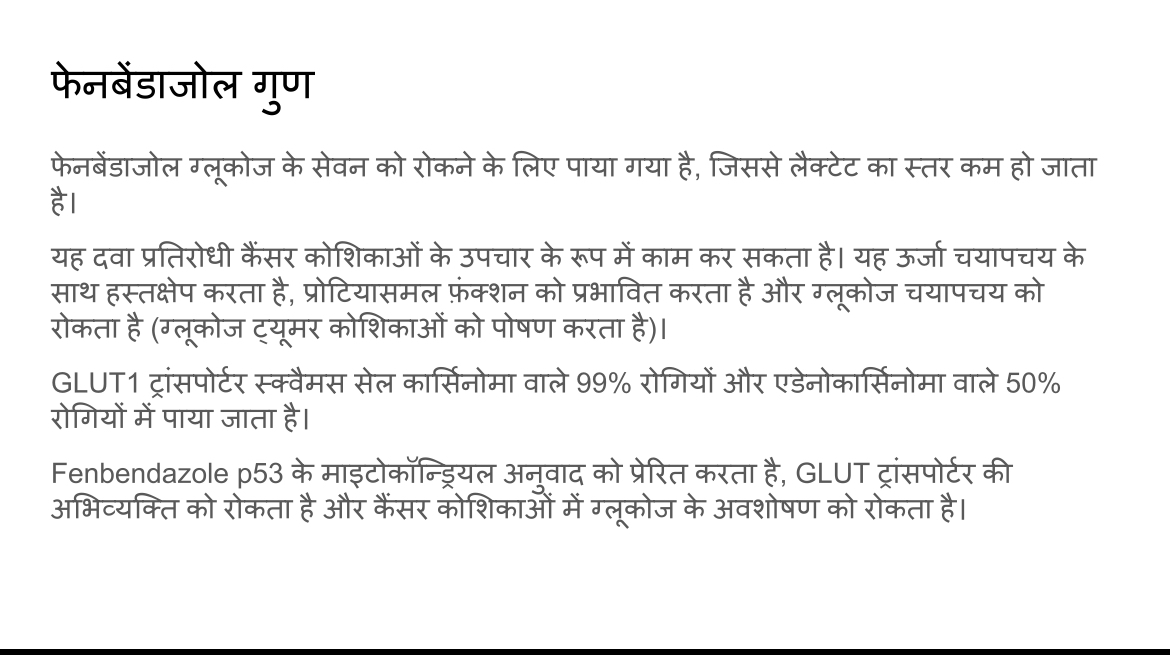 फेनबेंडाजोल गुण
फेनबेंडाजोल ग्लूकोज के सेवन को रोकने के लिए पाया गया है, जिससे लैक्टेट का स्तर कम हो जाता
है।
यह दवा प्रतिरोधी कैंसर कोशिकाओं के उपचार के रूप में काम कर सकता है। यह ऊर्जा चयापचय के
साथ हस्तक्षेप करता है, प्रोटियासमल फ़ंक्शन को प्रभावित करता है और ग्लूकोज चयापचय को
रोकता है (ग्लूकोज ट्यूमर कोशिकाओं को पोषण करता है)।
GLUT1 ट्रांसपोर्टर स्क्वैमस सेल कार्सिनोमा वाले 99% रोगियों और एडेनोकार्सिनोमा वाले 50%
रोगियों में पाया जाता है।
Fenbendazole p53 के माइटोकॉन्ड्रियल अनुवाद को प्रेरित करता है, GLUT ट्रांसपोर्टर की
अभिव्यक्ति को रोकता है और कैंसर कोशिकाओं में ग्लूकोज के अवशोषण को रोकता है।